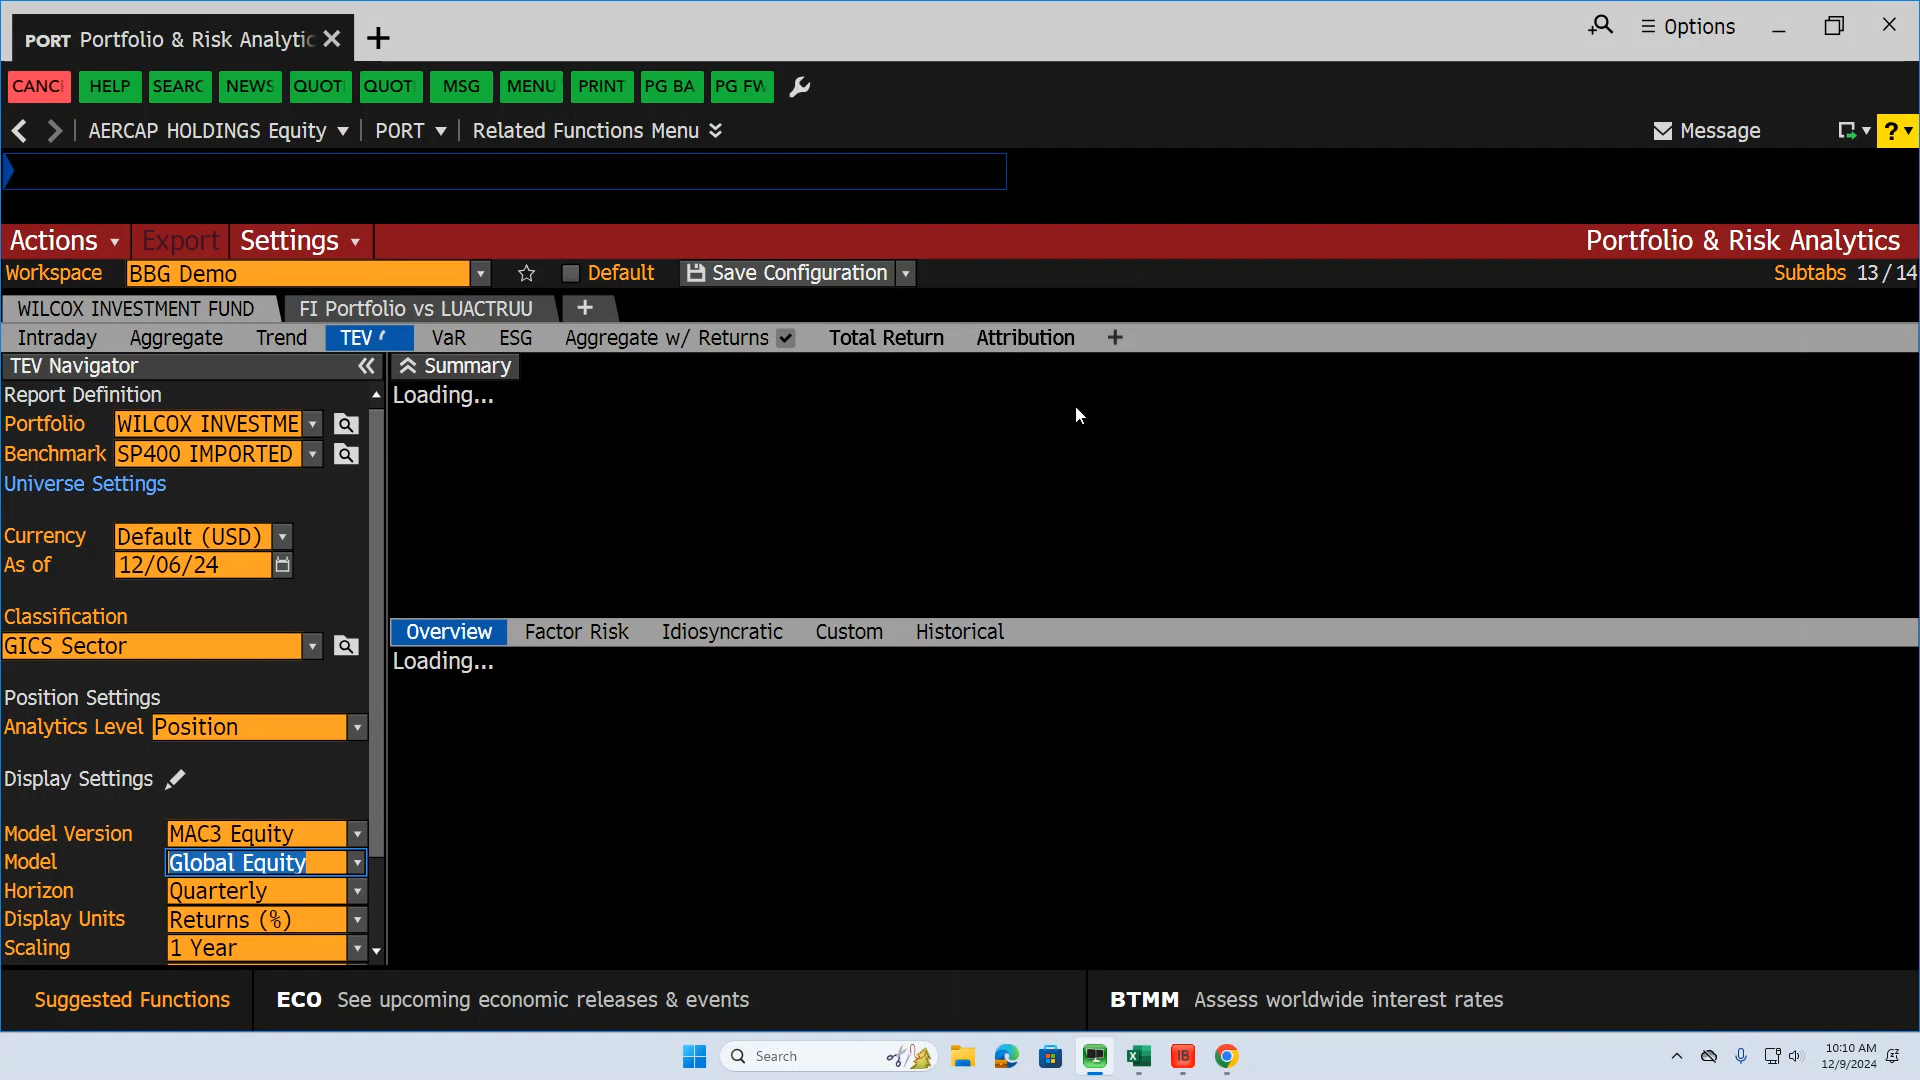 PORT Portfolio & Risk Analytic
Options
CANC HELP SEARC NEWS QUOT QUOT MSG MENU PRINT PG BA PG FW
AERCAP HOLDINGS Equity PORT Related Functions Menu Message ?
Actions Export Settings Portfolio & Risk Analytics
Workspace BBG Demo Default Save Configuration Subtabs 13 / 14
WILCOX INVESTMENT FUND FI Portfolio vs LUACTRUU +
Intraday Aggregate Trend TEV VaR ESG Aggregate w/ Returns Total Return Attribution +
TEV Navigator Summary
Report Definition Loading...
Portfolio WILCOX INVESTME
Benchmark SP400 IMPORTED
Universe Settings
Currency Default (USD)
As of 12/06/24
Classification
GICS Sector
Overview Factor Risk Idiosyncratic Custom Historical
Loading...
Position Settings
Analytics Level Position
Display Settings
Model Version MAC3 Equity
Model Global Equity
Horizon Quarterly
Display Units Returns (%)
Scaling 1 Year
Suggested Functions ECO See upcoming economic releases & events BTMM Assess worldwide interest rates
Search IB 10:10 AM
12/9/2024